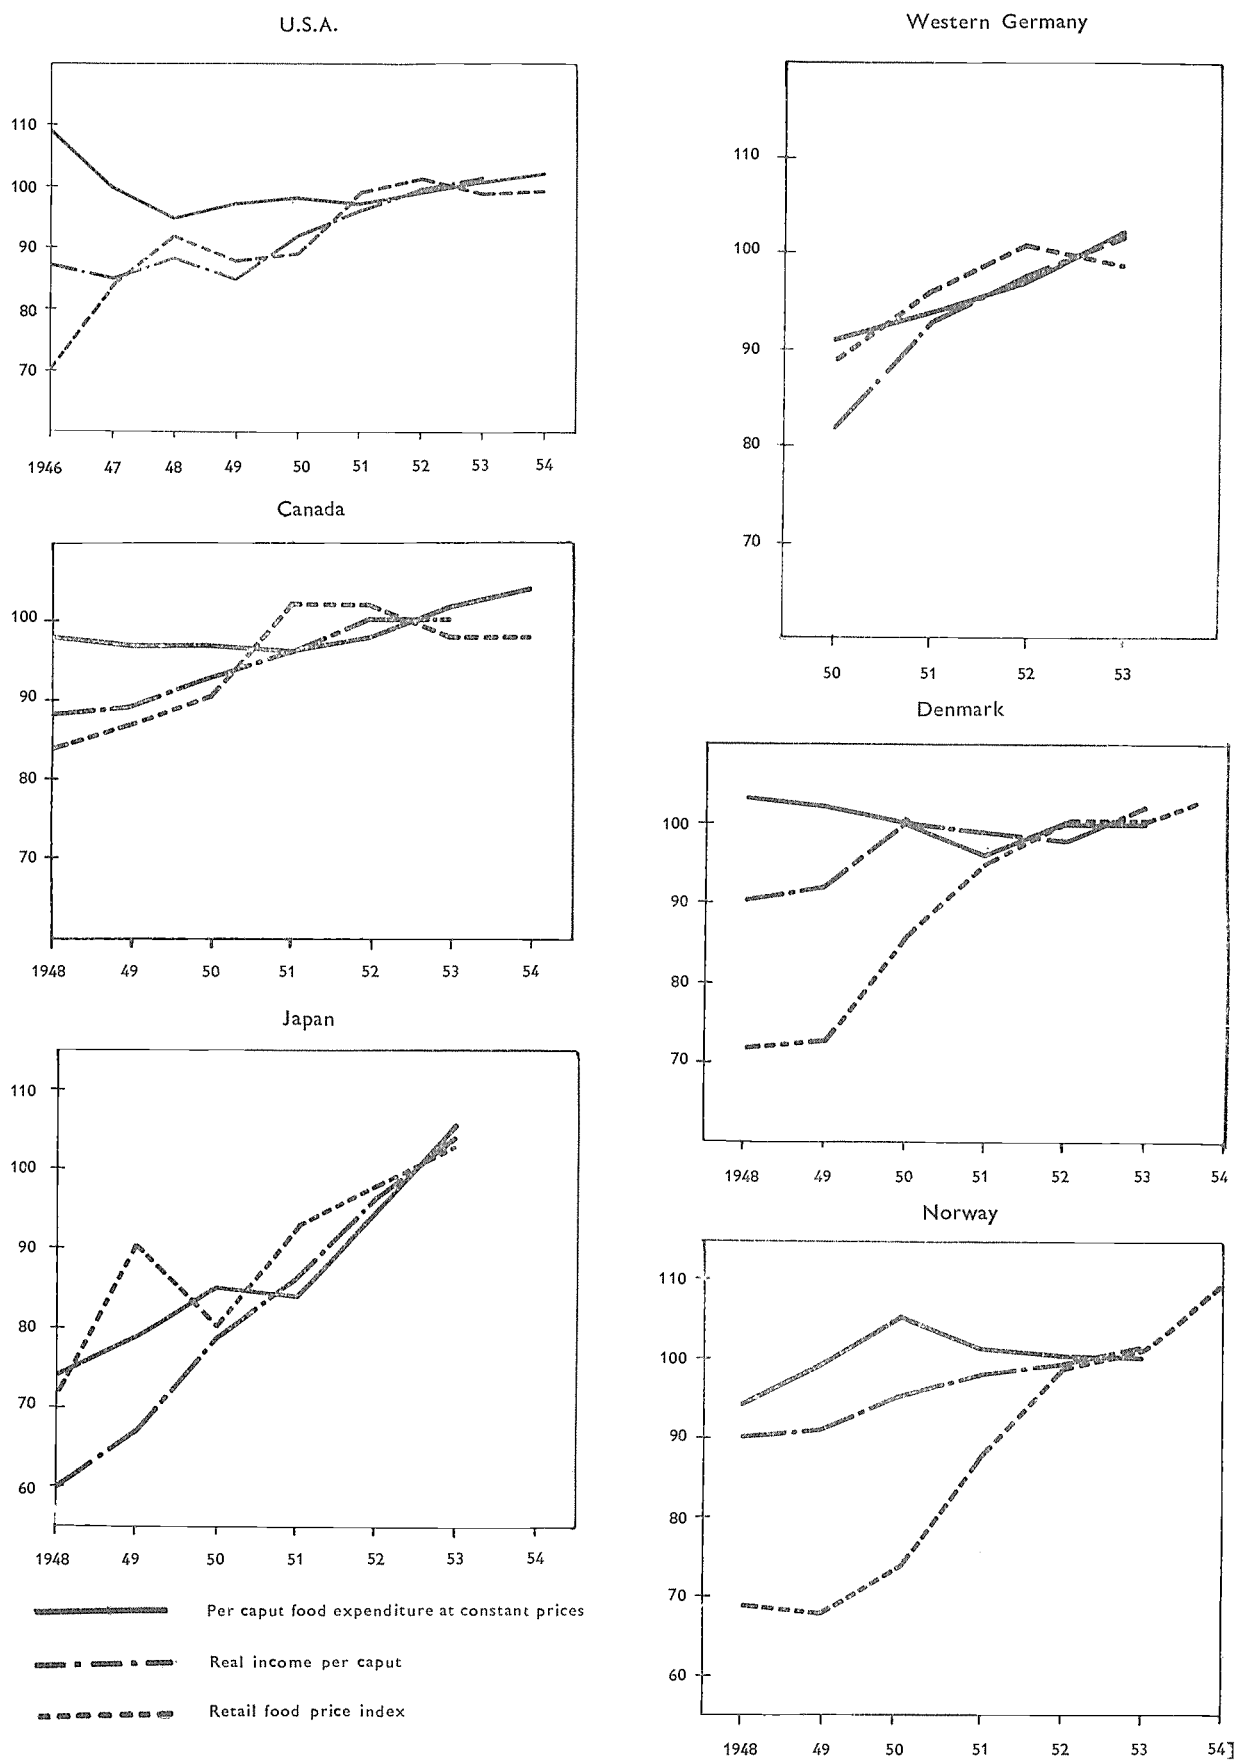 U.S.A.
110
100
90
80
70
1946 47 48 49 50 51 52 53 54
Canada
100
90
80
70
1948 49 50 51 52 53 54
Japan
110
100
90
80
70
60
1948 49 50 51 52 53 54
Per caput food expenditure at constant prices
Real income per caput
Retail food price index
Western Germany
110
100
90
80
70
50 51 52 53
Denmark
100
90
80
70
1948 49 50 51 52 53 54
Norway
110
100
90
80
70
60
1948 49 50 51 52 53 54]